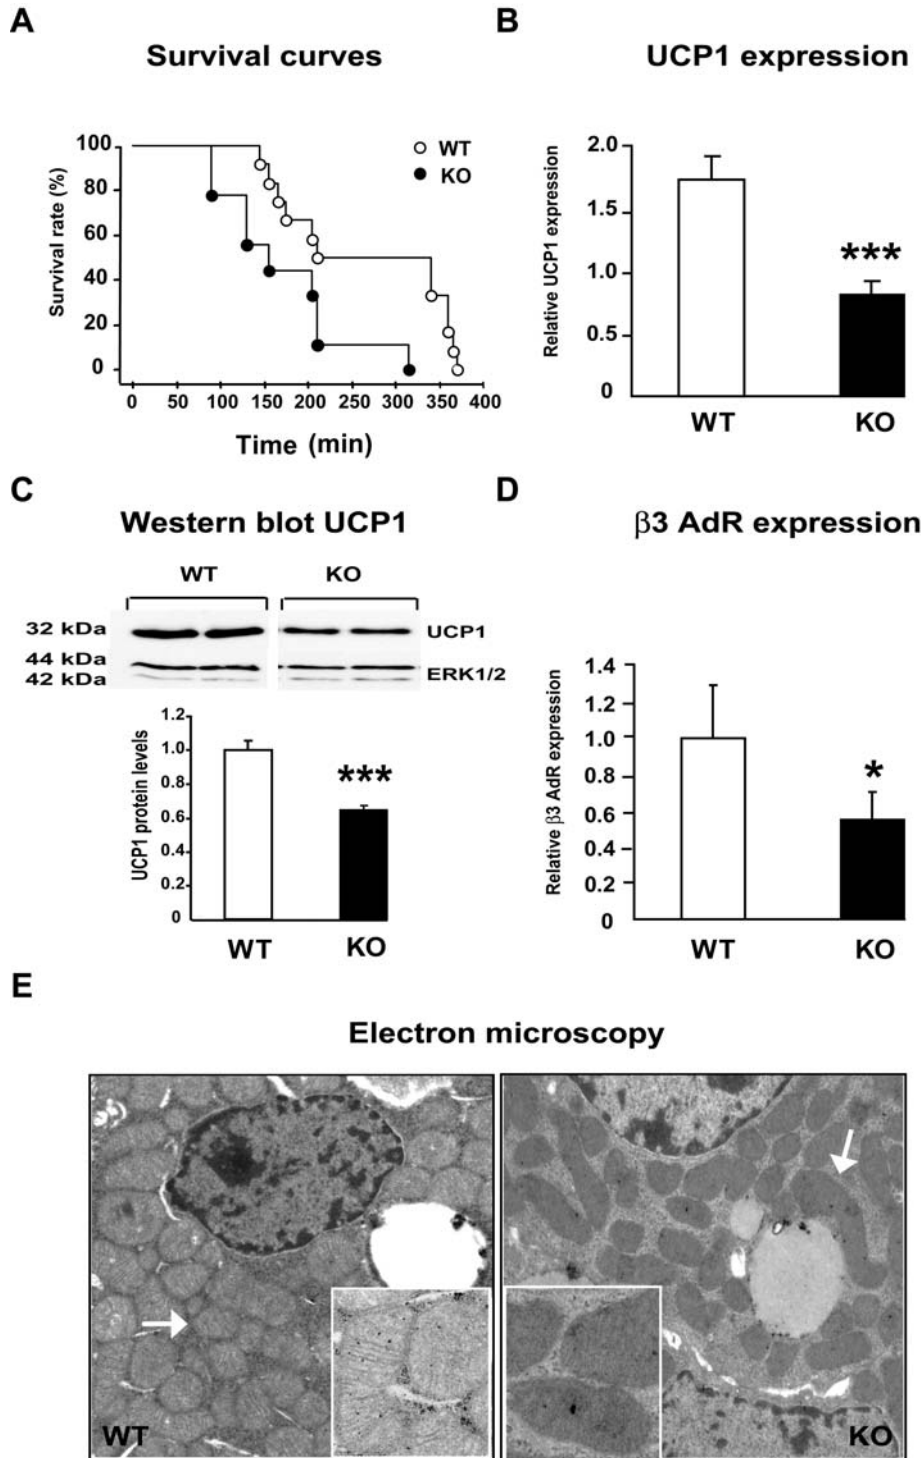 A
Survival curves
Survival rate (%)
100
80
60
40
20
0
WT
KO
0 50 100 150 200 250 300 350 400
Time (min)
B
UCP1 expression
Relative UCP1 expression
2.0
1.5
1.0
0.5
0
***
WT KO
C
Western blot UCP1
WT KO
32 kDa
44 kDa
42 kDa
UCP1
ERK1/2
UCP1 protein levels
1.2
1.0
0.8
0.6
0.4
0.2
0
***
WT KO
D
β3 AdR expression
Relative β3 AdR expression
1.4
1.2
1.0
0.8
0.6
0.4
0.2
0
*
WT KO
E
Electron microscopy
WT
KO